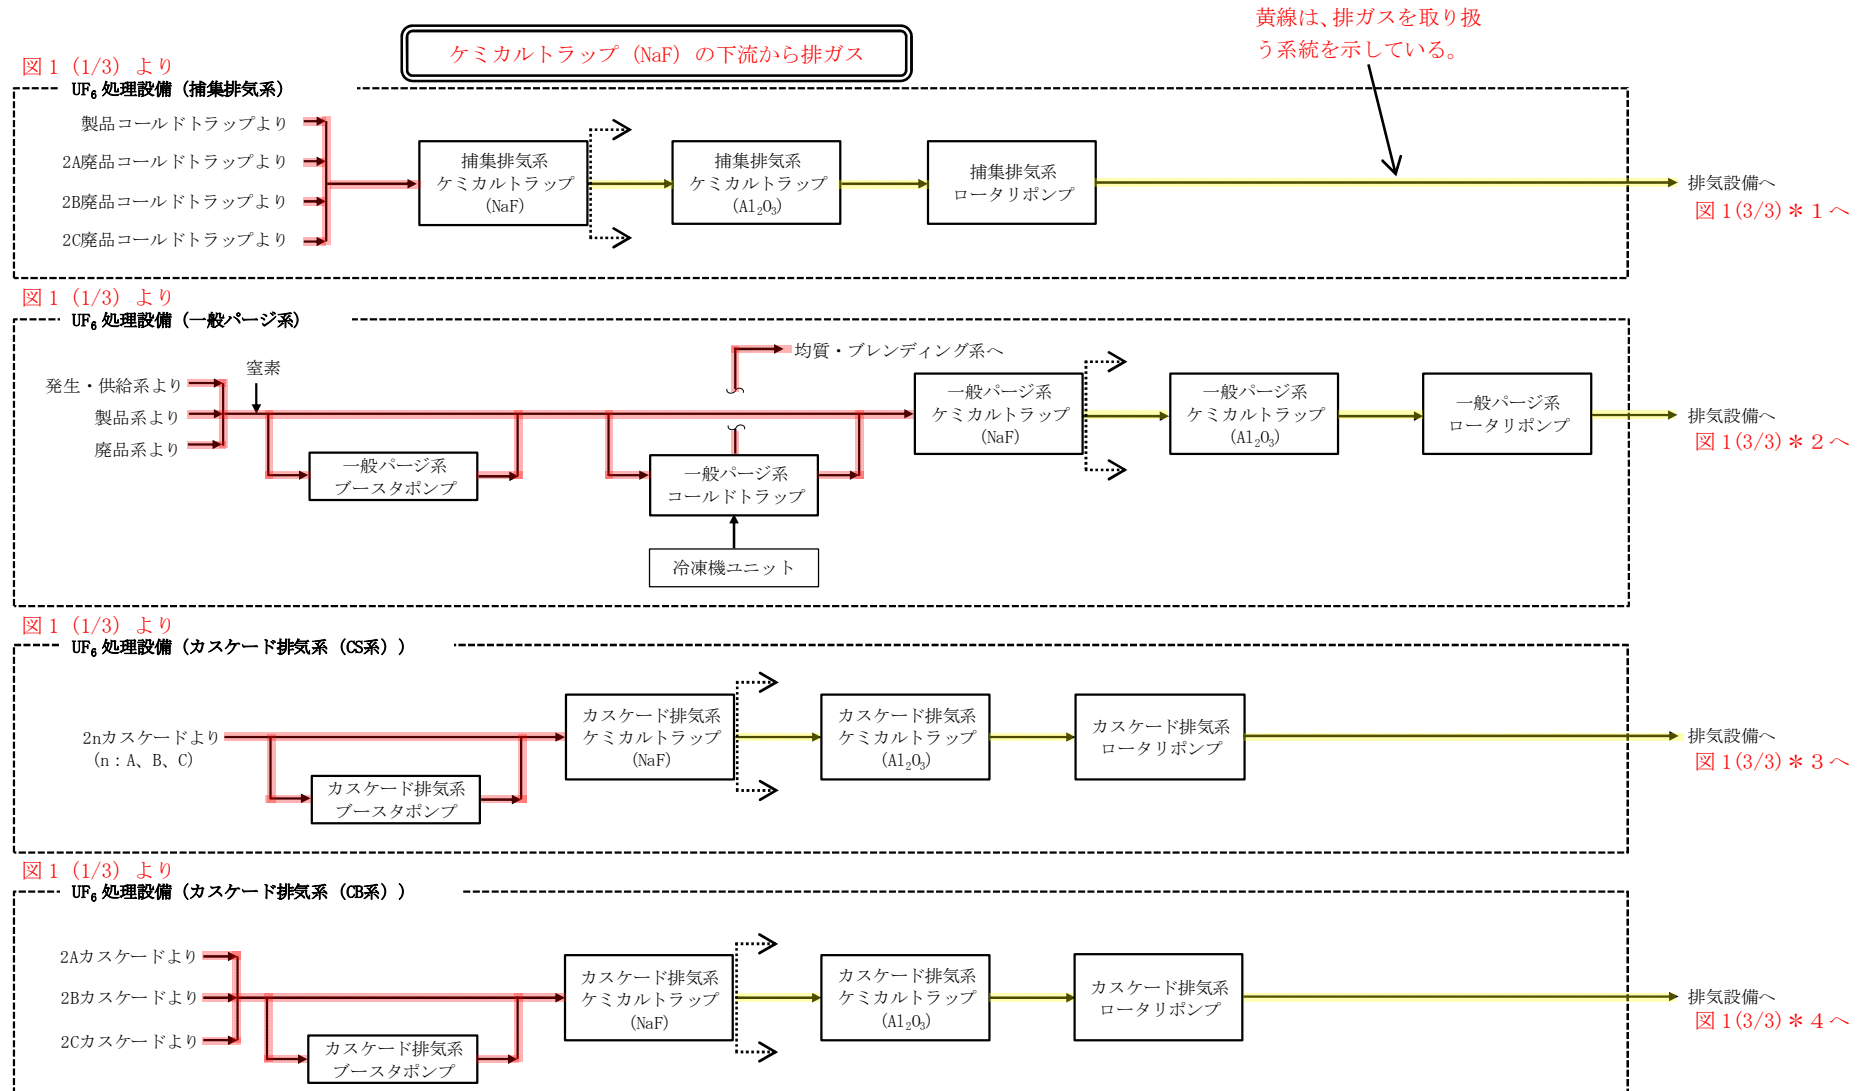 黄線は、排ガスを取り扱
う系統を示している。
ケミカルトラップ（NaF）の下流から排ガス
図１（1/3）より
UF₆ 処理設備（捕集排気系）
製品コールドトラップより
2A廃品コールドトラップより
2B廃品コールドトラップより
2C廃品コールドトラップより
捕集排気系
ケミカルトラップ
(NaF)
捕集排気系
ケミカルトラップ
(Al₂O₃)
捕集排気系
ロータリポンプ
排気設備へ
図１(3/3)＊１へ
図１（1/3）より
UF₆ 処理設備（一般パージ系）
発生・供給系より
製品系より
廃品系より
窒素
均質・ブレンディング系へ
一般パージ系
ブースタポンプ
一般パージ系
コールドトラップ
冷凍機ユニット
一般パージ系
ケミカルトラップ
(NaF)
一般パージ系
ケミカルトラップ
(Al₂O₃)
一般パージ系
ロータリポンプ
排気設備へ
図１(3/3)＊２へ
図１（1/3）より
UF₆ 処理設備（カスケード排気系（CS系））
2nカスケードより
(n：A、B、C)
カスケード排気系
ブースタポンプ
カスケード排気系
ケミカルトラップ
(NaF)
カスケード排気系
ケミカルトラップ
(Al₂O₃)
カスケード排気系
ロータリポンプ
排気設備へ
図１(3/3)＊３へ
図１（1/3）より
UF₆ 処理設備（カスケード排気系（CB系））
2Aカスケードより
2Bカスケードより
2Cカスケードより
カスケード排気系
ブースタポンプ
カスケード排気系
ケミカルトラップ
(NaF)
カスケード排気系
ケミカルトラップ
(Al₂O₃)
カスケード排気系
ロータリポンプ
排気設備へ
図１(3/3)＊４へ